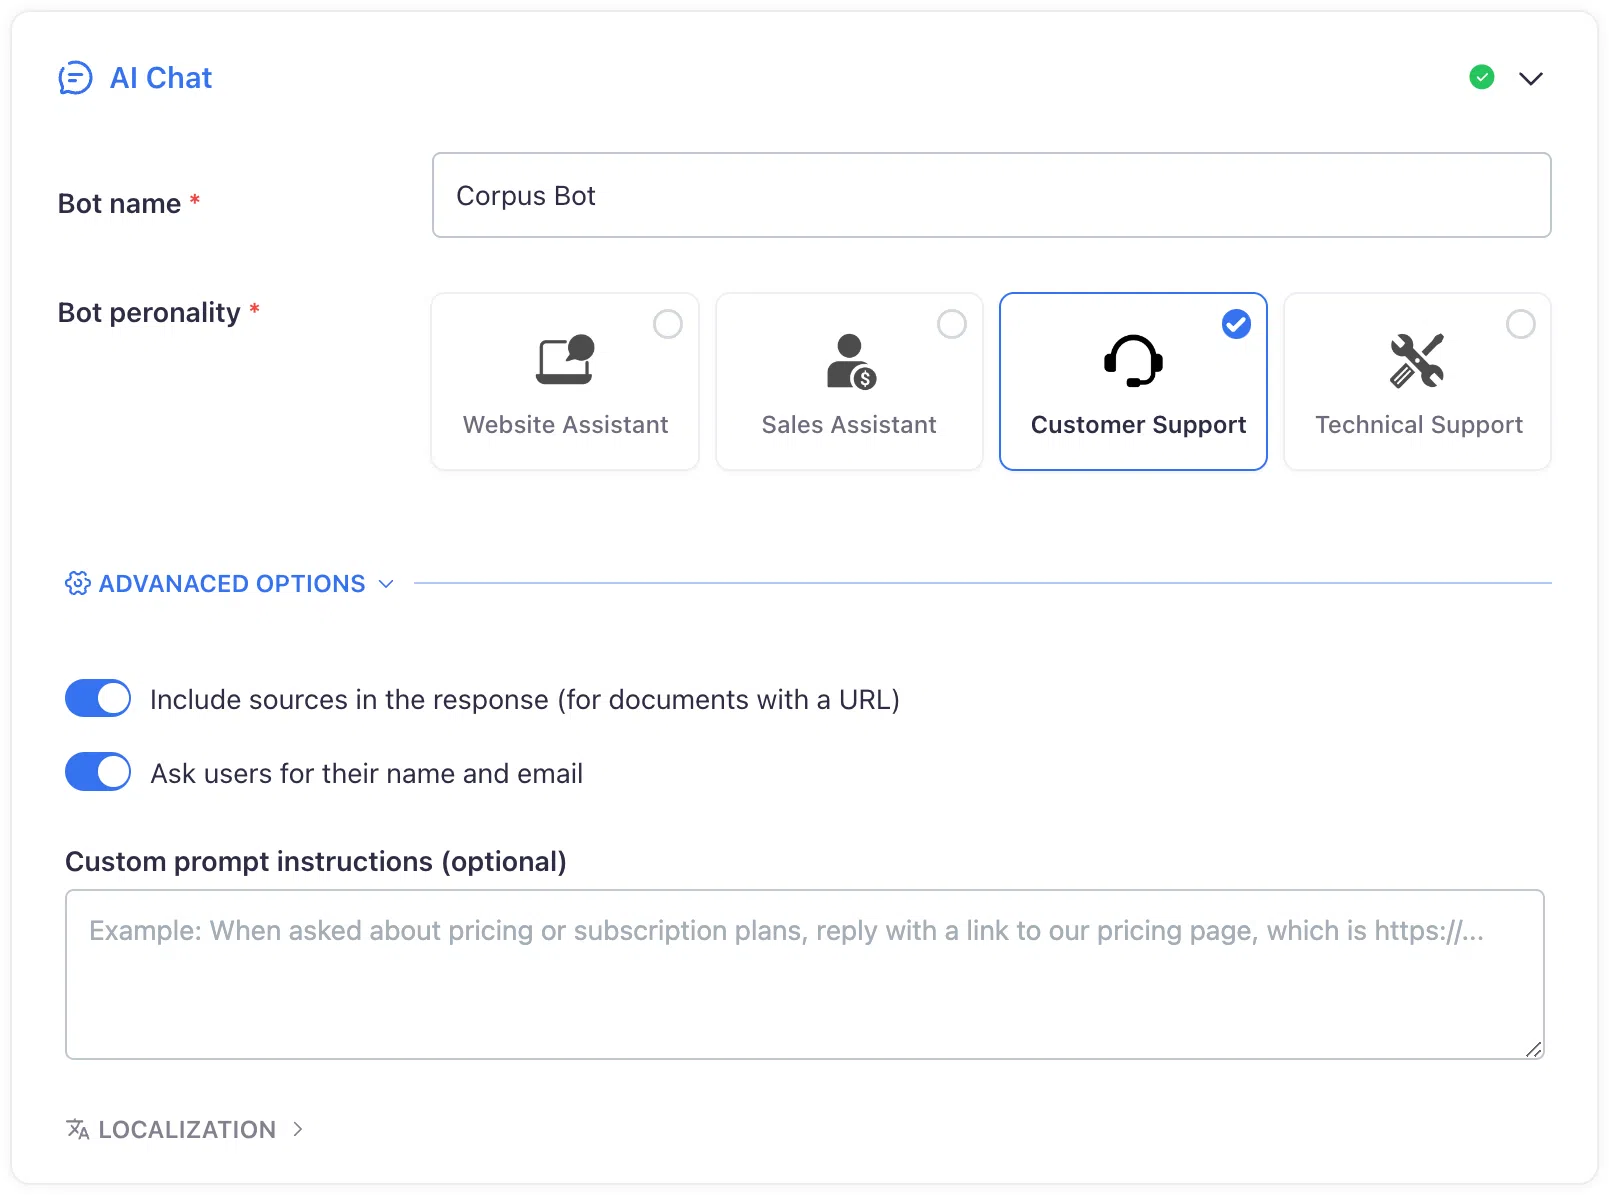 AI Chat
Bot name *
Corpus Bot
Bot peronality *
Website Assistant
Sales Assistant
Customer Support
Technical Support
ADVANACED OPTIONS
Include sources in the response (for documents with a URL)
Ask users for their name and email
Custom prompt instructions (optional)
Example: When asked about pricing or subscription plans, reply with a link to our pricing page, which is https://...
LOCALIZATION